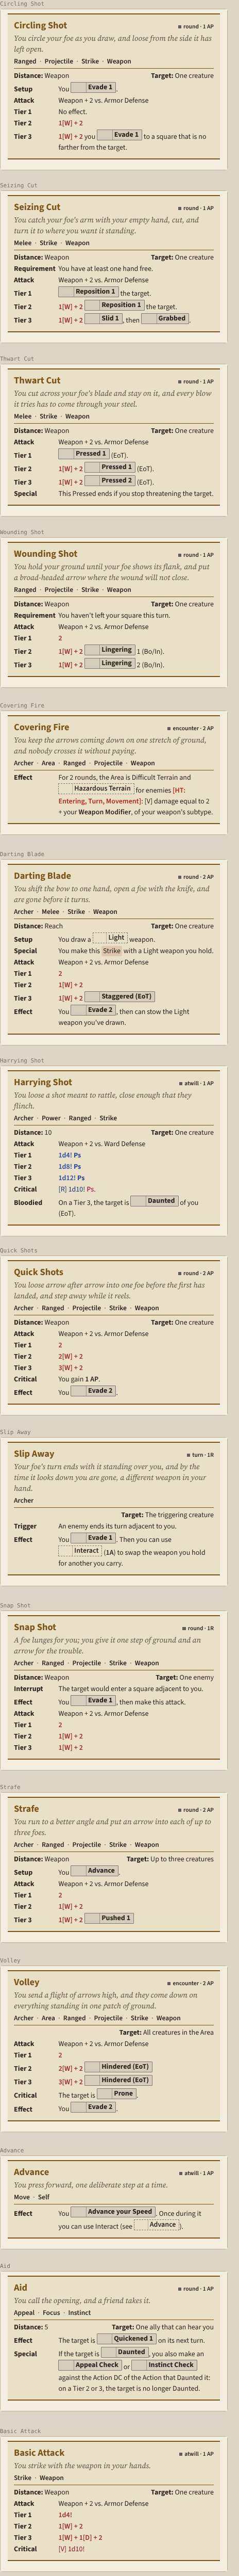 Circling Shot
Circling Shot ■ round · 1 AP
You circle your foe as you draw, and loose from the side it has
left open.
Ranged · Projectile · Strike · Weapon
Distance: Weapon Target: One creature
Setup You Evade 1.
Attack Weapon + 2 vs. Armor Defense
Tier 1 No effect.
Tier 2 1[W] + 2
Tier 3 1[W] + 2 you Evade 1 to a square that is no
farther from the target.
Seizing Cut
Seizing Cut ■ round · 1 AP
You catch your foe's arm with your empty hand, cut, and
turn it to where you want it standing.
Melee · Strike · Weapon
Distance: Weapon Target: One creature
Requirement You have at least one hand free.
Attack Weapon + 2 vs. Armor Defense
Tier 1 Reposition 1 the target.
Tier 2 1[W] + 2 Reposition 1 the target.
Tier 3 1[W] + 2 Slid 1, then Grabbed.
Thwart Cut
Thwart Cut ■ round · 1 AP
You cut across your foe's blade and stay on it, and every blow
it tries has to come through your steel.
Melee · Strike · Weapon
Distance: Weapon Target: One creature
Attack Weapon + 2 vs. Armor Defense
Tier 1 Pressed 1 (EoT).
Tier 2 1[W] + 2 Pressed 1 (EoT).
Tier 3 1[W] + 2 Pressed 2 (EoT).
Special This Pressed ends if you stop threatening the target.
Wounding Shot
Wounding Shot ■ round · 1 AP
You hold your ground until your foe shows its flank, and put
a broad-headed arrow where the wound will not close.
Ranged · Projectile · Strike · Weapon
Distance: Weapon Target: One creature
Requirement You haven't left your square this turn.
Attack Weapon + 2 vs. Armor Defense
Tier 1 2
Tier 2 1[W] + 2 Lingering 1 (Bo/In).
Tier 3 1[W] + 2 Lingering 2 (Bo/In).
Covering Fire
Covering Fire ■ encounter · 2 AP
You keep the arrows coming down on one stretch of ground,
and nobody crosses it without paying.
Archer · Area · Ranged · Projectile · Weapon
Effect For 2 rounds, the Area is Difficult Terrain and
Hazardous Terrain for enemies [HT:
Entering, Turn, Movement]: [V] damage equal to 2
+ your Weapon Modifier, of your weapon's subtype.
Darting Blade
Darting Blade ■ round · 2 AP
You shift the bow to one hand, open a foe with the knife, and
are gone before it turns.
Archer · Melee · Strike · Weapon
Distance: Reach Target: One creature
Setup You draw a Light weapon.
Special You make this Strike with a Light weapon you hold.
Attack Weapon + 2 vs. Armor Defense
Tier 1 2
Tier 2 1[W] + 2
Tier 3 1[W] + 2 Staggered (EoT)
Effect You Evade 2, then can stow the Light
weapon you've drawn.
Harrying Shot
Harrying Shot ■ atwill · 1 AP
You loose a shot meant to rattle, close enough that they
flinch.
Archer · Power · Ranged · Strike
Distance: 10 Target: One creature
Attack Weapon + 2 vs. Ward Defense
Tier 1 1d4! Ps
Tier 2 1d8! Ps
Tier 3 1d12! Ps
Critical [R] 1d10! Ps.
Bloodied On a Tier 3, the target is Daunted of you
(EoT).
Quick Shots
Quick Shots ■ round · 2 AP
You loose arrow after arrow into one foe before the first has
landed, and step away while it reels.
Archer · Ranged · Projectile · Strike · Weapon
Distance: Weapon Target: One creature
Attack Weapon + 2 vs. Armor Defense
Tier 1 2
Tier 2 2[W] + 2
Tier 3 3[W] + 2
Critical You gain 1 AP.
Effect You Evade 2.
Slip Away
Slip Away ■ turn · 1R
Your foe's turn ends with it standing over you, and by the
time it looks down you are gone, a different weapon in your
hand.
Archer
Target: The triggering creature
Trigger An enemy ends its turn adjacent to you.
Effect You Evade 1. Then you can use
Interact (1A) to swap the weapon you hold
for another you carry.
Snap Shot
Snap Shot ■ round · 1R
A foe lunges for you; you give it one step of ground and an
arrow for the trouble.
Archer · Ranged · Projectile · Strike · Weapon
Distance: Weapon Target: One enemy
Interrupt The target would enter a square adjacent to you.
Effect You Evade 1, then make this attack.
Tier 1 2
Tier 2 1[W] + 2
Tier 3 1[W] + 2
Strafe
Strafe ■ round · 2 AP
You run to a better angle and put an arrow into each of up to
three foes.
Archer · Ranged · Projectile · Strike · Weapon
Distance: Weapon Target: Up to three creatures
Setup You Advance.
Attack Weapon + 2 vs. Armor Defense
Tier 1 2
Tier 2 1[W] + 2
Tier 3 1[W] + 2 Pushed 1
Volley
Volley ■ encounter · 2 AP
You send a flight of arrows high, and they come down on
everything standing in one patch of ground.
Archer · Area · Ranged · Projectile · Strike · Weapon
Target: All creatures in the Area
Attack Weapon + 2 vs. Armor Defense
Tier 1 2
Tier 2 2[W] + 2 Hindered (EoT)
Tier 3 3[W] + 2 Hindered (EoT)
Critical The target is Prone.
Effect You Evade 2.
Advance
Advance ■ atwill · 1 AP
You press forward, one deliberate step at a time.
Move · Self
Effect You Advance your Speed. Once during it
you can use Interact (see Advance).
Aid
Aid ■ round · 1 AP
You call the opening, and a friend takes it.
Appeal · Focus · Instinct
Distance: 5 Target: One ally that can hear you
Effect The target is Quickened 1 on its next turn.
Special If the target is Daunted, you also make an
Appeal Check or Instinct Check
against the Action DC of the Action that Daunted it:
on a Tier 2 or 3, the target is no longer Daunted.
Basic Attack
Basic Attack ■ atwill · 1 AP
You strike with the weapon in your hands.
Strike · Weapon
Distance: Weapon Target: One creature
Attack Weapon + 2 vs. Armor Defense
Tier 1 1d4!
Tier 2 1[W] + 2
Tier 3 1[W] + 1[D] + 2
Critical [V] 1d10!